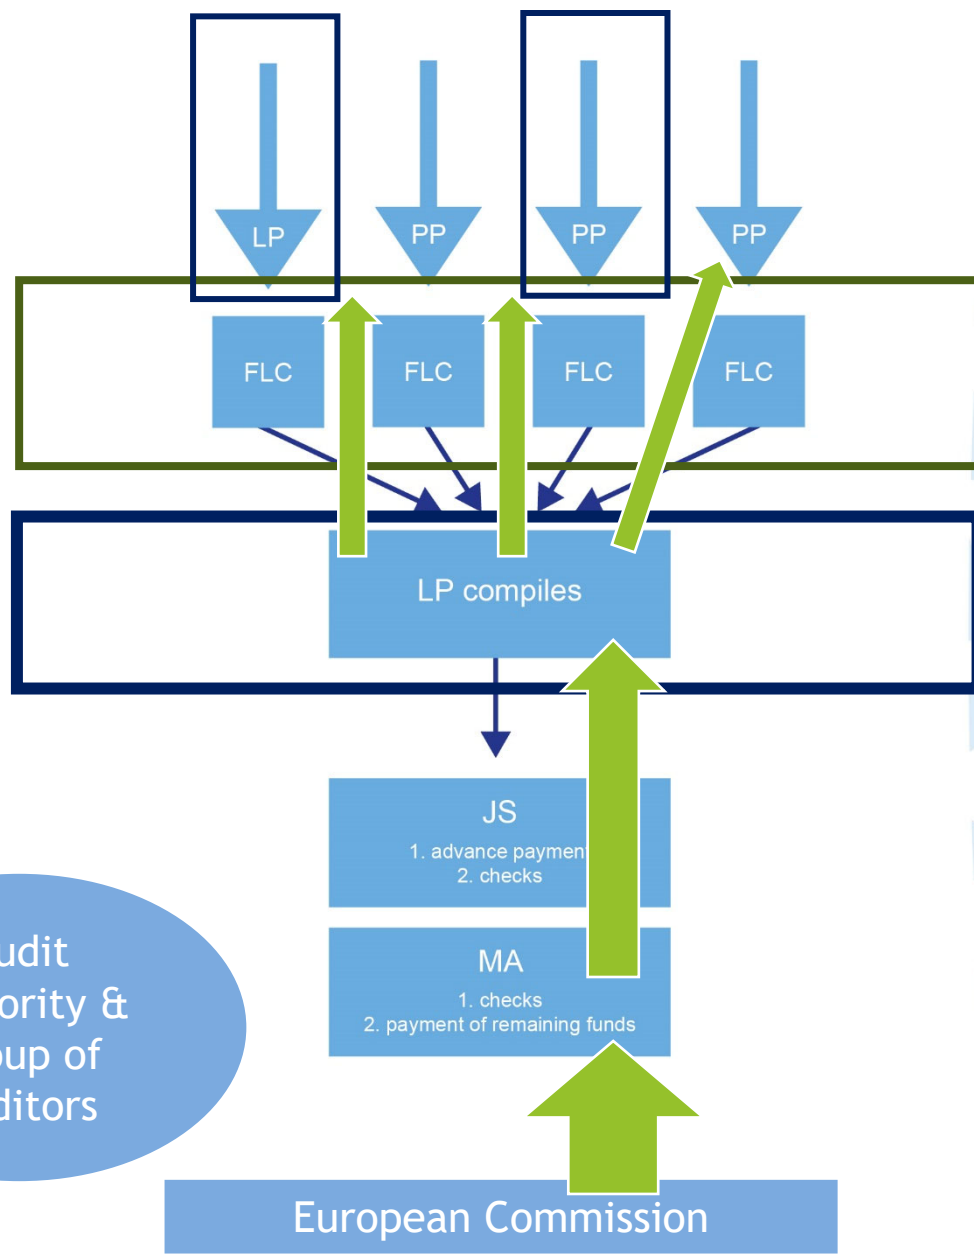 LP
PP
PP
PP
FLC
FLC
FLC
FLC
LP compiles
JS
1. advance paymen
2. checks
MA
1. checks
2. payment of remaining funds
udit
ority &
oup of
ditors
European Commission